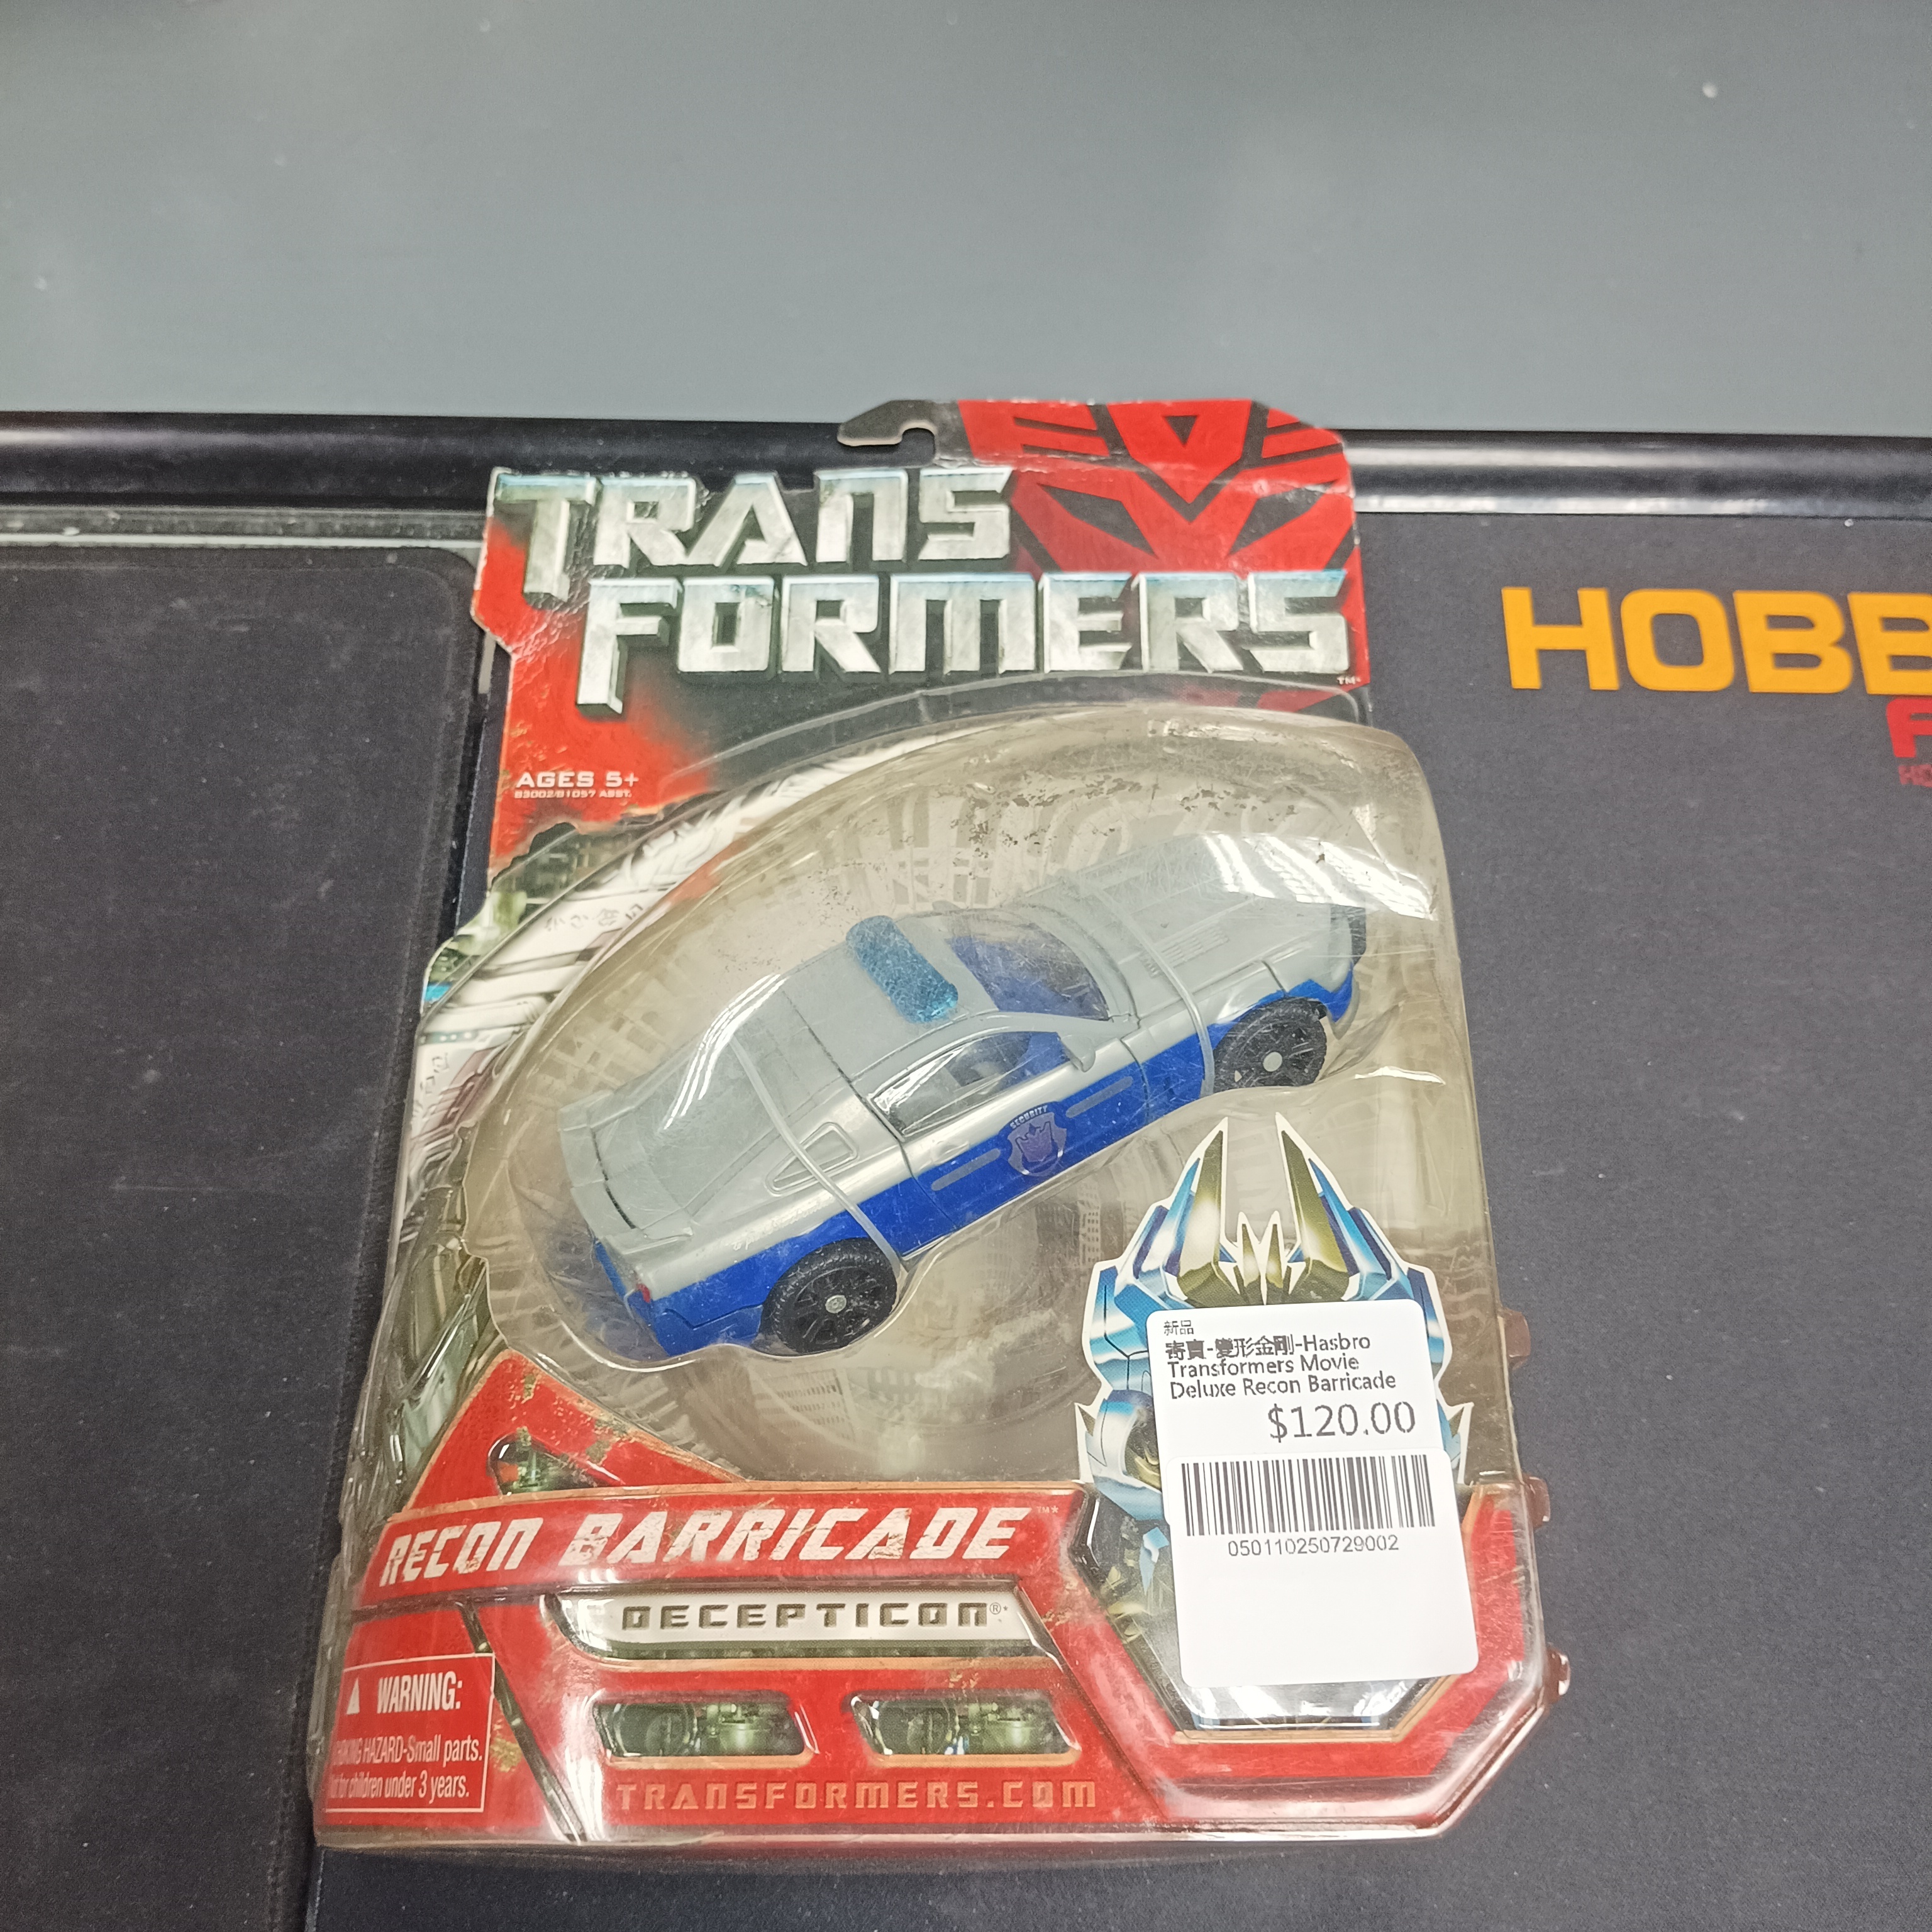 TRANS
FORMERS
TM*
AGES 5+
83002/81057 ASST.
HOBB
SECURITY
新品
寄賣-變形金剛-Hasbro
Transformers Movie
Deluxe Recon Barricade
$120.00
050110250729002
RECON BARRICADE TM*
DECEPTICON®*
WARNING:
HAZARD-Small parts.
for children under 3 years.
TRANSFORMERS.COM